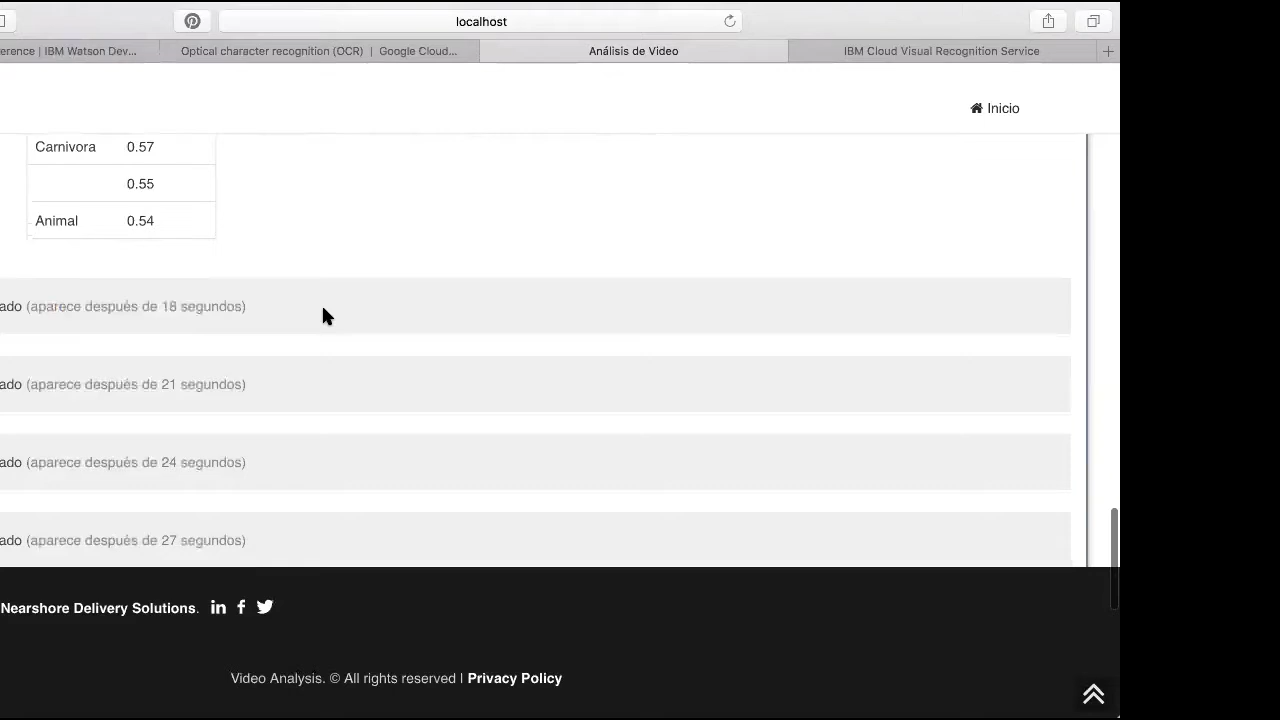 localhost
erence | IBM Watson Dev... Optical character recognition (OCR) | Google Cloud... Análisis de Video IBM Cloud Visual Recognition Service
Inicio
Carnivora 0.57
0.55
Animal 0.54
ado (aparece después de 18 segundos)
ado (aparece después de 21 segundos)
ado (aparece después de 24 segundos)
ado (aparece después de 27 segundos)
Nearshore Delivery Solutions.
Video Analysis. © All rights reserved | Privacy Policy